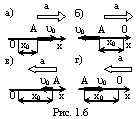 а) a б) a
0 A υ₀ x υ₀ A 0 x
x₀ x₀
в) a г) a
0 υ₀ A x υ₀ A 0 x
x₀ x₀
Рис. 1.6